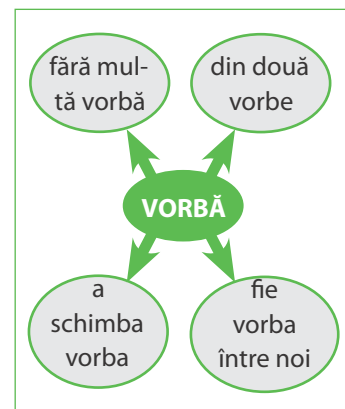 fără mul-
tă vorbă
din două
vorbe
VORBĂ
a
schimba
vorba
fie
vorba
între noi